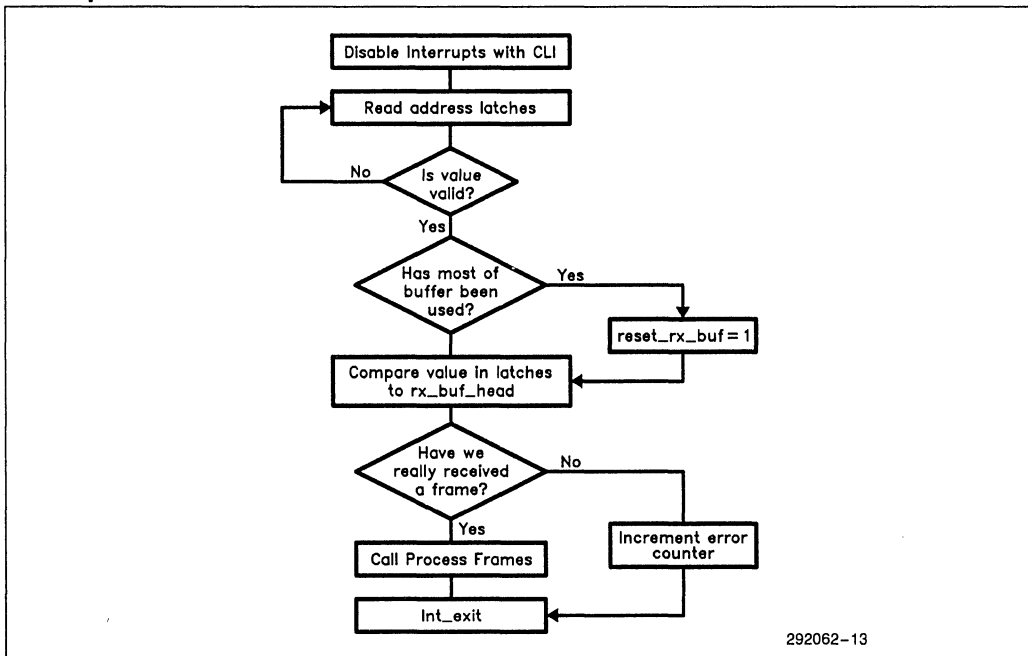 Disable Interrupts with CLI
Read address latches
No
Is value
valid?
Yes
Has most of
buffer been
used?
Yes
reset_rx_buf = 1
Compare value in latches
to rx_buf_head
Have we
really received
a frame?
No
Yes
Increment error
counter
Call Process Frames
Int_exit
292062-13